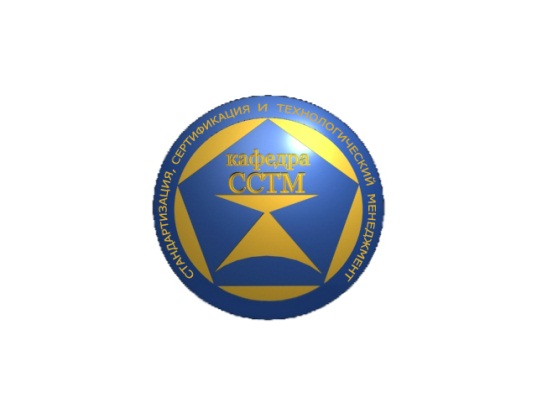 СТАНДАРТИЗАЦИЯ, СЕРТИФИКАЦИЯ И ТЕХНОЛОГИЧЕСКИЙ МЕНЕДЖМЕНТ
кафедра
ССТМ